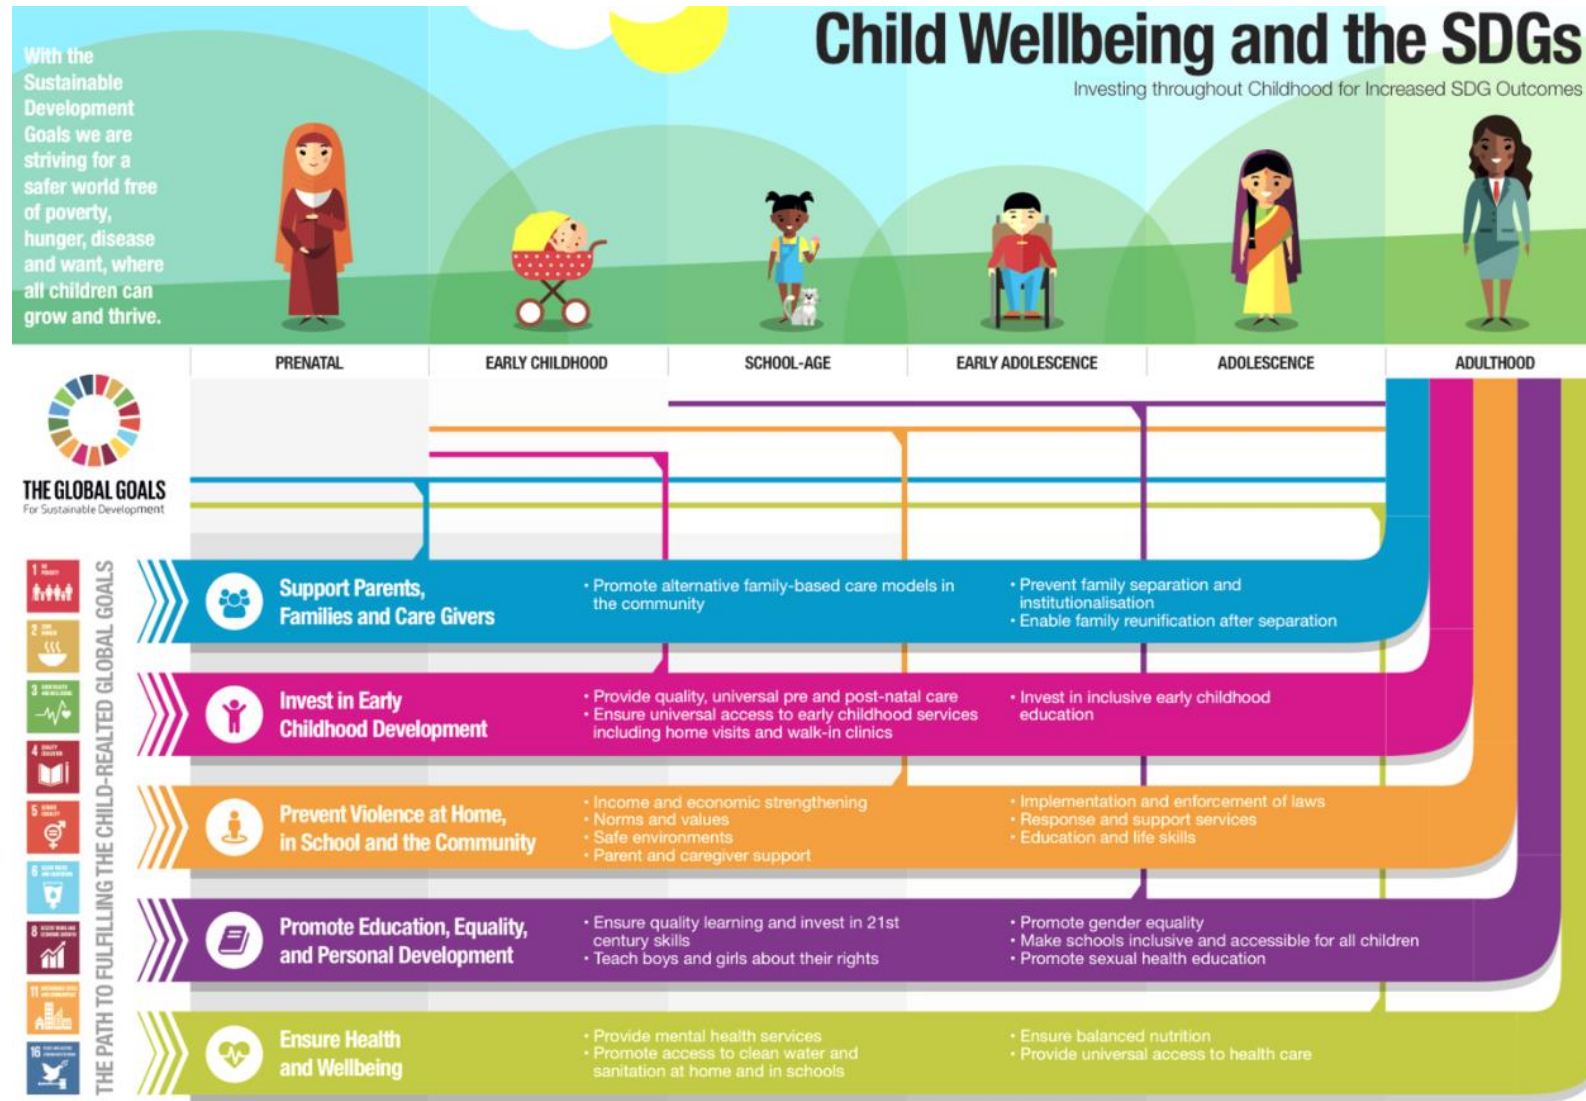 Child Wellbeing and the SDGs
Investing throughout Childhood for Increased SDG Outcomes
With the
Sustainable
Development
Goals we are
striving for a
safer world free
of poverty,
hunger, disease
and want, where
all children can
grow and thrive.
PRENATAL
EARLY CHILDHOOD
SCHOOL-AGE
EARLY ADOLESCENCE
ADOLESCENCE
ADULTHOOD
THE GLOBAL GOALS
For Sustainable Development
THE PATH TO FULFILLING THE CHILD-REALTED GLOBAL GOALS
1
2
3
4
5
6
8
11
16
Support Parents,
Families and Care Givers
• Promote alternative family-based care models in
the community
• Prevent family separation and
institutionalisation
• Enable family reunification after separation
Invest in Early
Childhood Development
• Provide quality, universal pre and post-natal care
• Ensure universal access to early childhood services
including home visits and walk-in clinics
• Invest in inclusive early childhood
education
Prevent Violence at Home,
in School and the Community
• Income and economic strengthening
• Norms and values
• Safe environments
• Parent and caregiver support
• Implementation and enforcement of laws
• Response and support services
• Education and life skills
Promote Education, Equality,
and Personal Development
• Ensure quality learning and invest in 21st
century skills
• Teach boys and girls about their rights
• Promote gender equality
• Make schools inclusive and accessible for all children
• Promote sexual health education
Ensure Health
and Wellbeing
• Provide mental health services
• Promote access to clean water and
sanitation at home and in schools
• Ensure balanced nutrition
• Provide universal access to health care